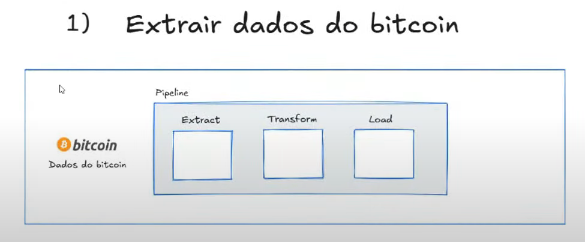 1) Extrair dados do bitcoin
Pipeline
Extract Transform Load
bitcoin
Dados do bitcoin